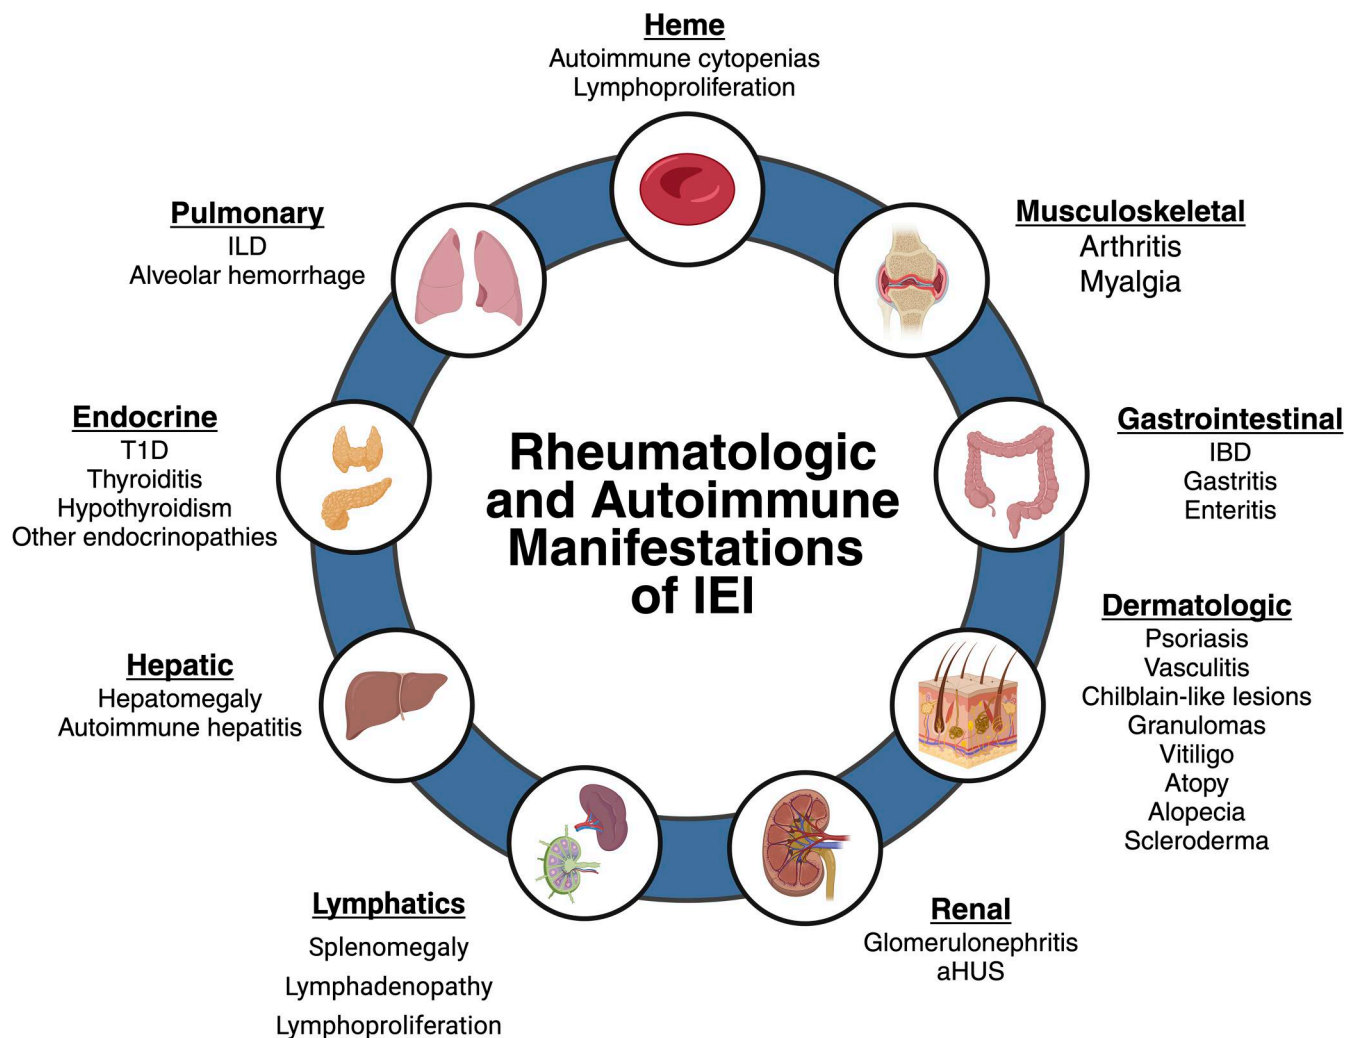 Heme
Autoimmune cytopenias
Lymphoproliferation
Pulmonary
ILD
Alveolar hemorrhage
Musculoskeletal
Arthritis
Myalgia
Endocrine
T1D
Thyroiditis
Hypothyroidism
Other endocrinopathies
Rheumatologic
and Autoimmune
Manifestations
of IEI
Gastrointestinal
IBD
Gastritis
Enteritis
Dermatologic
Psoriasis
Vasculitis
Chilblain-like lesions
Granulomas
Vitiligo
Atopy
Alopecia
Scleroderma
Hepatic
Hepatomegaly
Autoimmune hepatitis
Lymphatics
Splenomegaly
Lymphadenopathy
Lymphoproliferation
Renal
Glomerulonephritis
aHUS